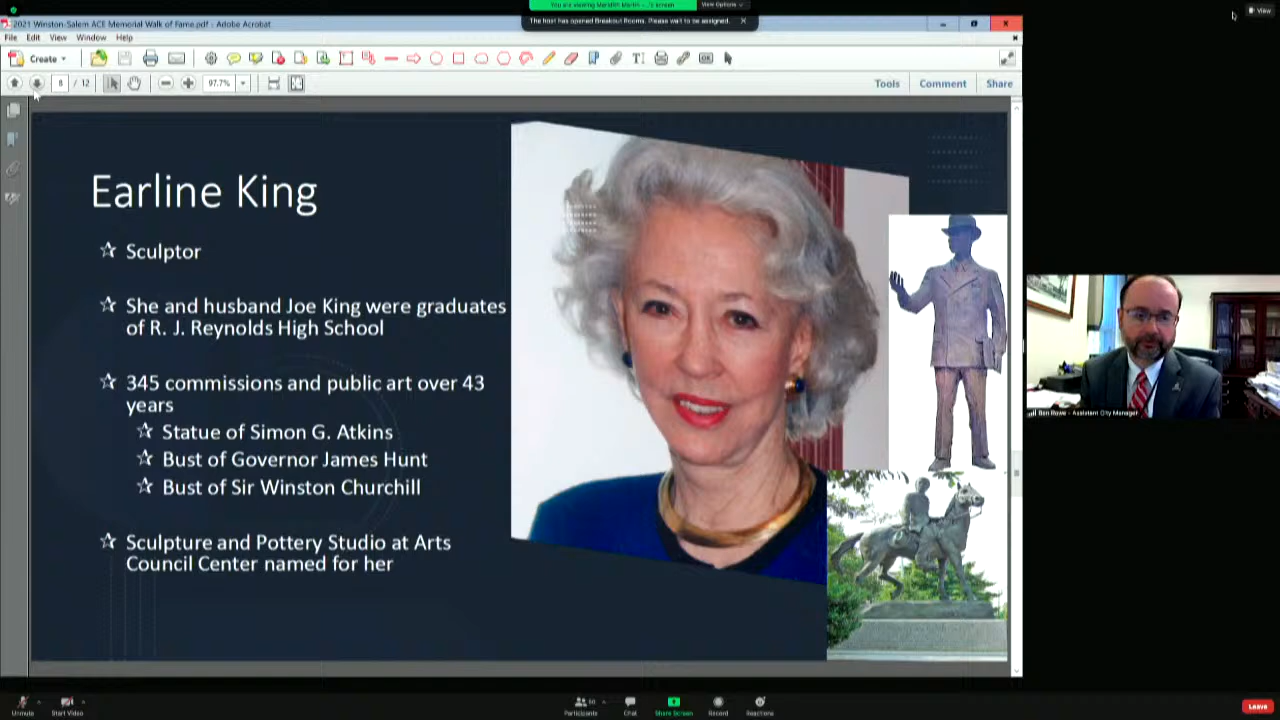 You are viewing Meredith Martin
screen
View Options
2021 Winston-Salem ACE Memorial Walk of Fame.pdf - Adobe Acrobat
The host has opened Breakout Rooms. Please wait to be assigned.
View
File Edit View Window Help
Create
8 / 12
97.7%
Tools Comment Share
Earline King
Sculptor
She and husband Joe King were graduates
of R. J. Reynolds High School
345 commissions and public art over 43
years
Statue of Simon G. Atkins
Bust of Governor James Hunt
Bust of Sir Winston Churchill
Sculpture and Pottery Studio at Arts
Council Center named for her
Ben Rowe - Assistant City Manager
Unmute Start Video Participants Chat Share Screen Record Reactions Leave